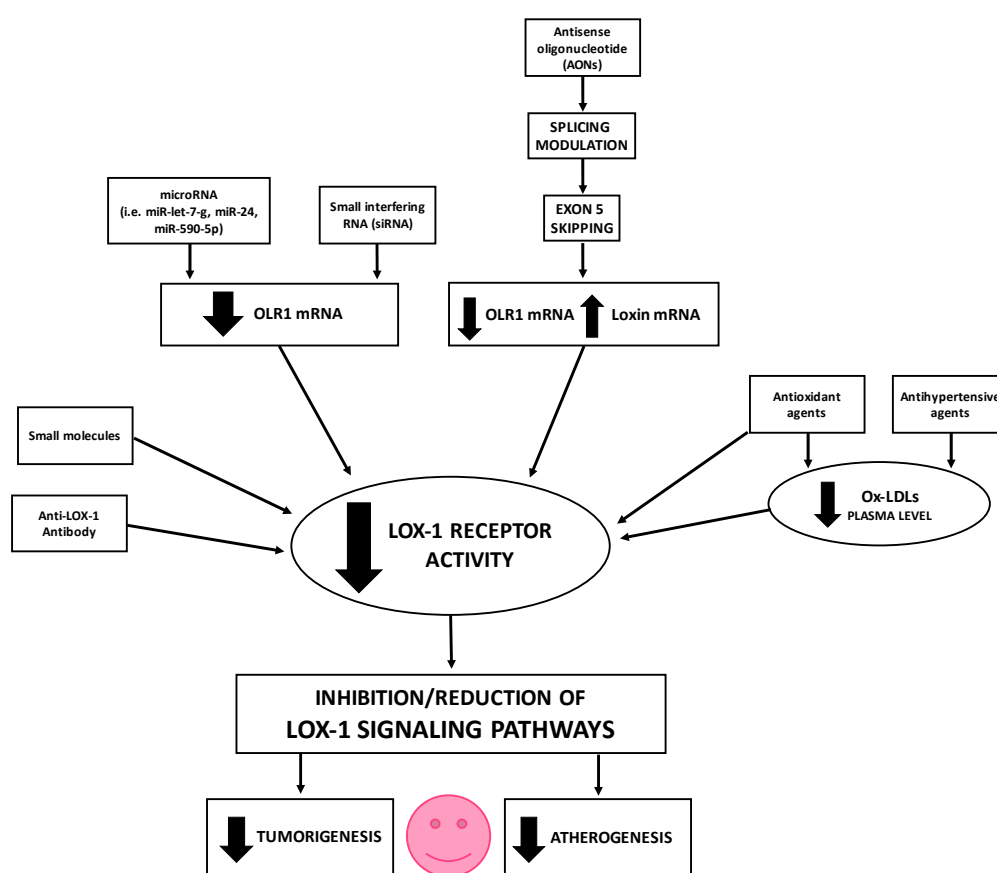 Antisense
oligonucleotide
(AONs)
SPLICING
MODULATION
EXON 5
SKIPPING
microRNA
(i.e. miR-let-7-g, miR-24,
miR-590-5p)
Small interfering
RNA (siRNA)
OLR1 mRNA
OLR1 mRNA
Loxin mRNA
Antioxidant
agents
Antihypertensive
agents
Small molecules
Anti-LOX-1
Antibody
Ox-LDLs
PLASMA LEVEL
LOX-1 RECEPTOR
ACTIVITY
INHIBITION/REDUCTION OF
LOX-1 SIGNALING PATHWAYS
TUMORIGENESIS
ATHEROGENESIS